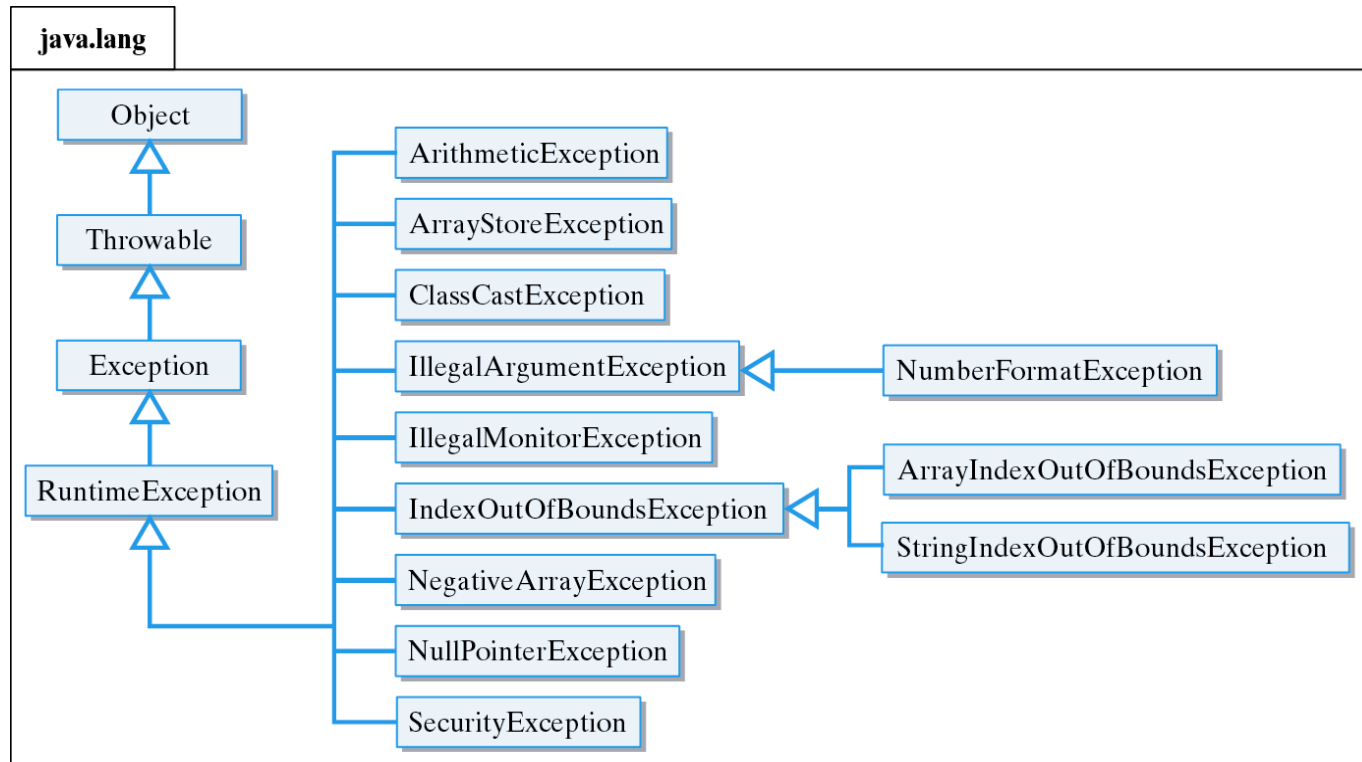 java.lang
Object
Throwable
Exception
RuntimeException
ArithmeticException
ArrayStoreException
ClassCastException
IllegalArgumentException
IllegalMonitorException
IndexOutOfBoundsException
NegativeArrayException
NullPointerException
SecurityException
NumberFormatException
ArrayIndexOutOfBoundsException
StringIndexOutOfBoundsException